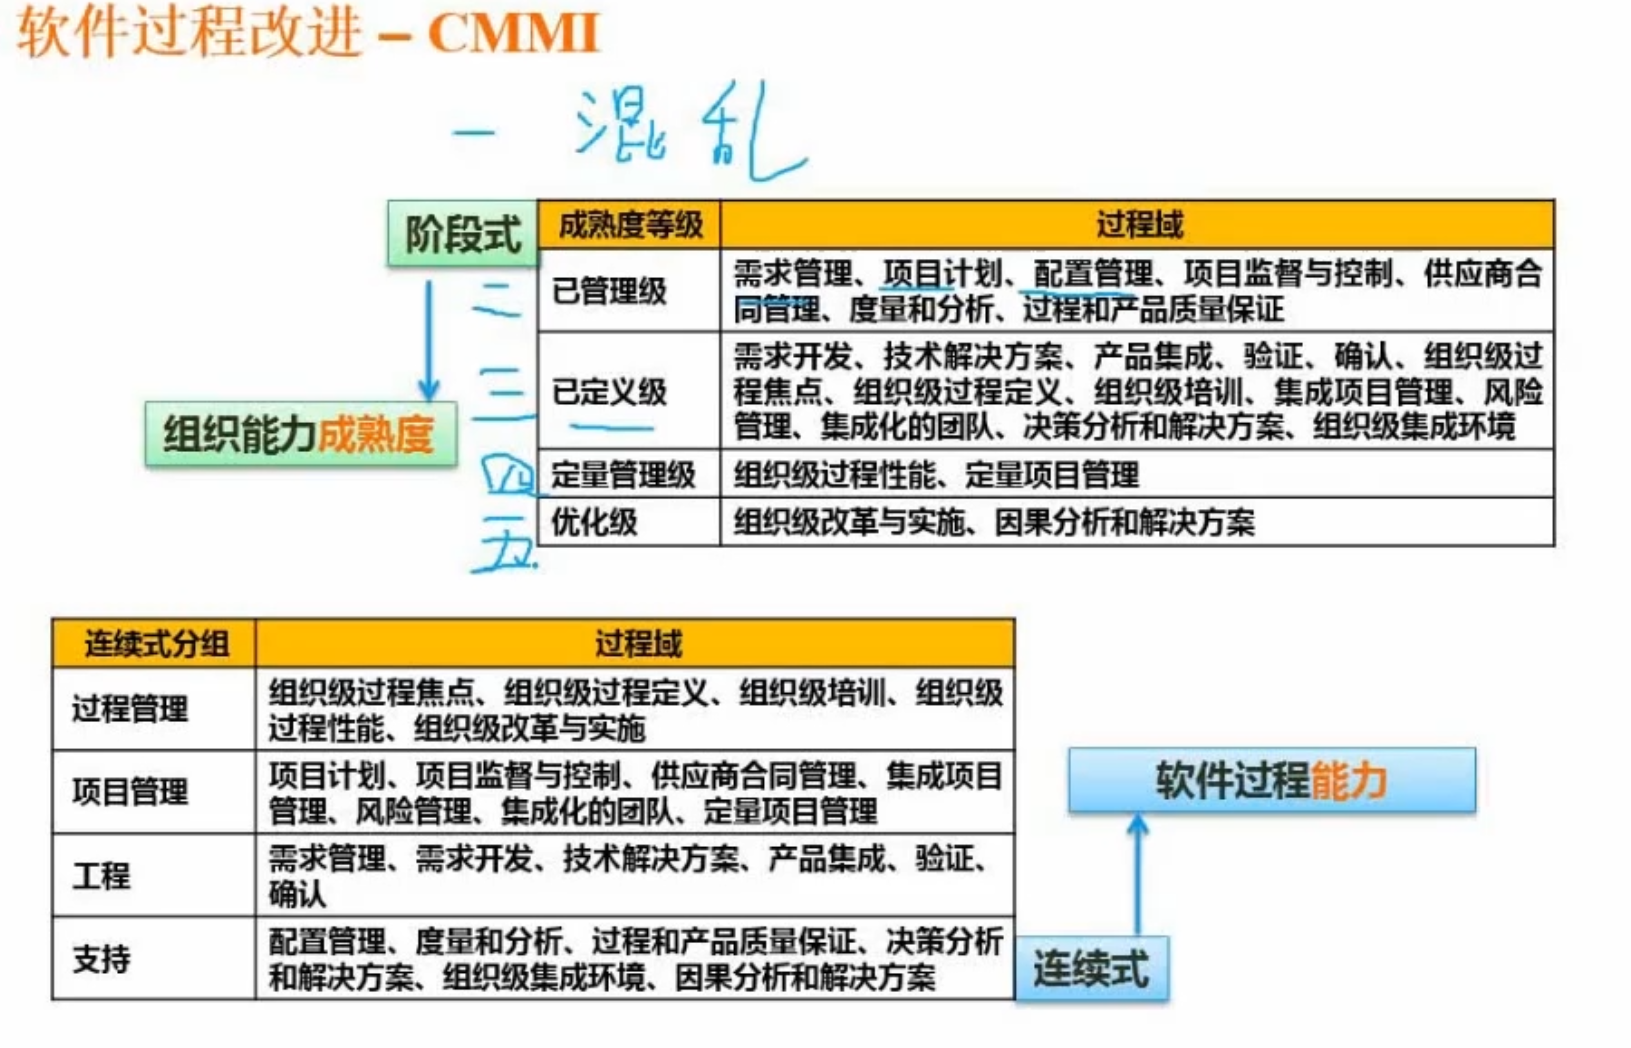 软件过程改进 – CMMI
一 混乱
阶段式
成熟度等级 过程域
二 已管理级
需求管理、项目计划、配置管理、项目监督与控制、供应商合
同管理、度量和分析、过程和产品质量保证
三 已定义级
需求开发、技术解决方案、产品集成、验证、确认、组织级过
程焦点、组织级过程定义、组织级培训、集成项目管理、风险
管理、集成化的团队、决策分析和解决方案、组织级集成环境
四 定量管理级 组织级过程性能、定量项目管理
五 优化级 组织级改革与实施、因果分析和解决方案
组织能力成熟度
连续式分组 过程域
过程管理
组织级过程焦点、组织级过程定义、组织级培训、组织级
过程性能、组织级改革与实施
项目管理
项目计划、项目监督与控制、供应商合同管理、集成项目
管理、风险管理、集成化的团队、定量项目管理
工程
需求管理、需求开发、技术解决方案、产品集成、验证、
确认
支持
配置管理、度量和分析、过程和产品质量保证、决策分析
和解决方案、组织级集成环境、因果分析和解决方案
软件过程能力
连续式